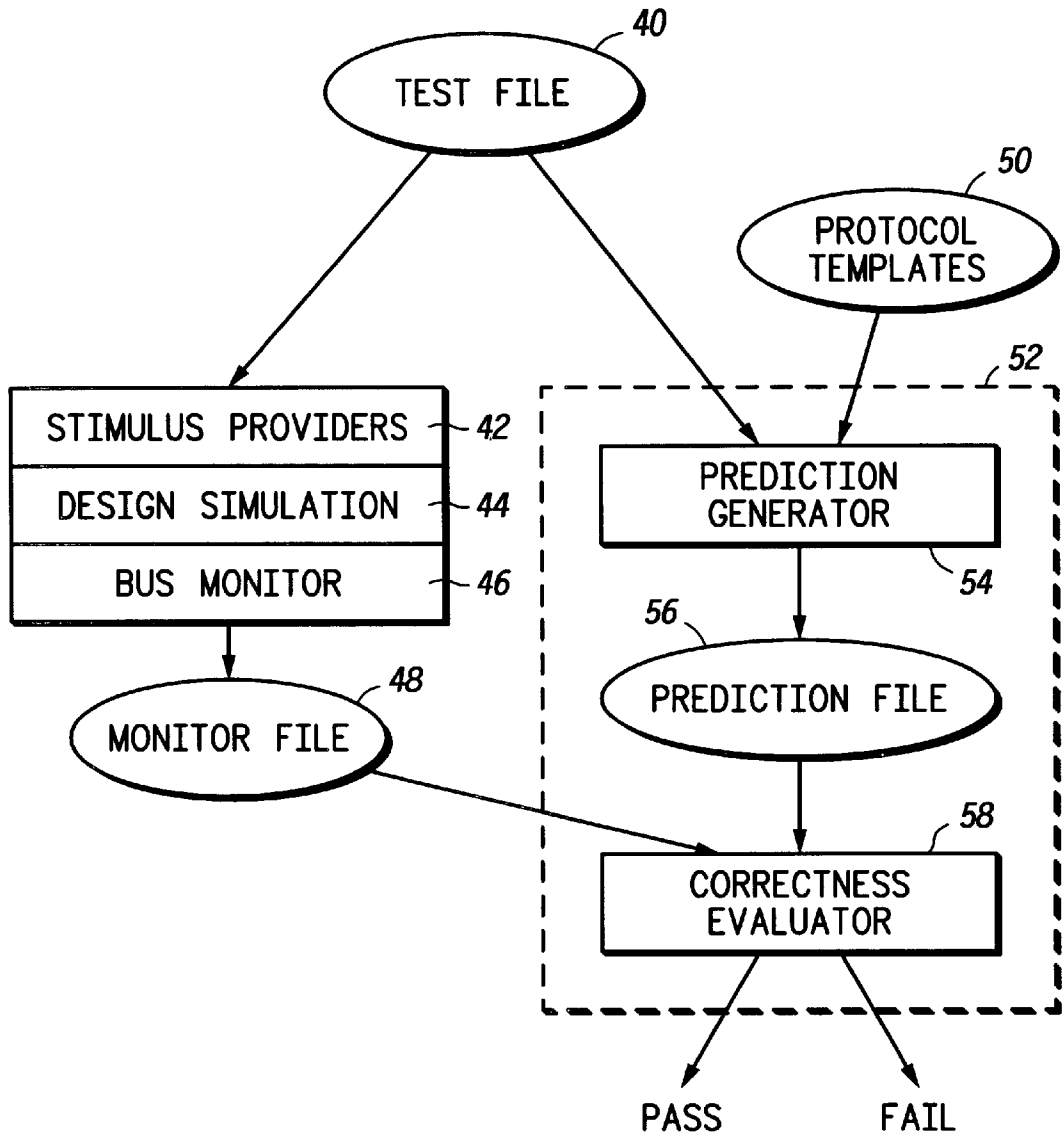 40
TEST FILE
50
PROTOCOL
TEMPLATES
52
STIMULUS PROVIDERS 42
DESIGN SIMULATION 44
BUS MONITOR 46
PREDICTION
GENERATOR
54
56
PREDICTION FILE
48
MONITOR FILE
58
CORRECTNESS
EVALUATOR
PASS FAIL